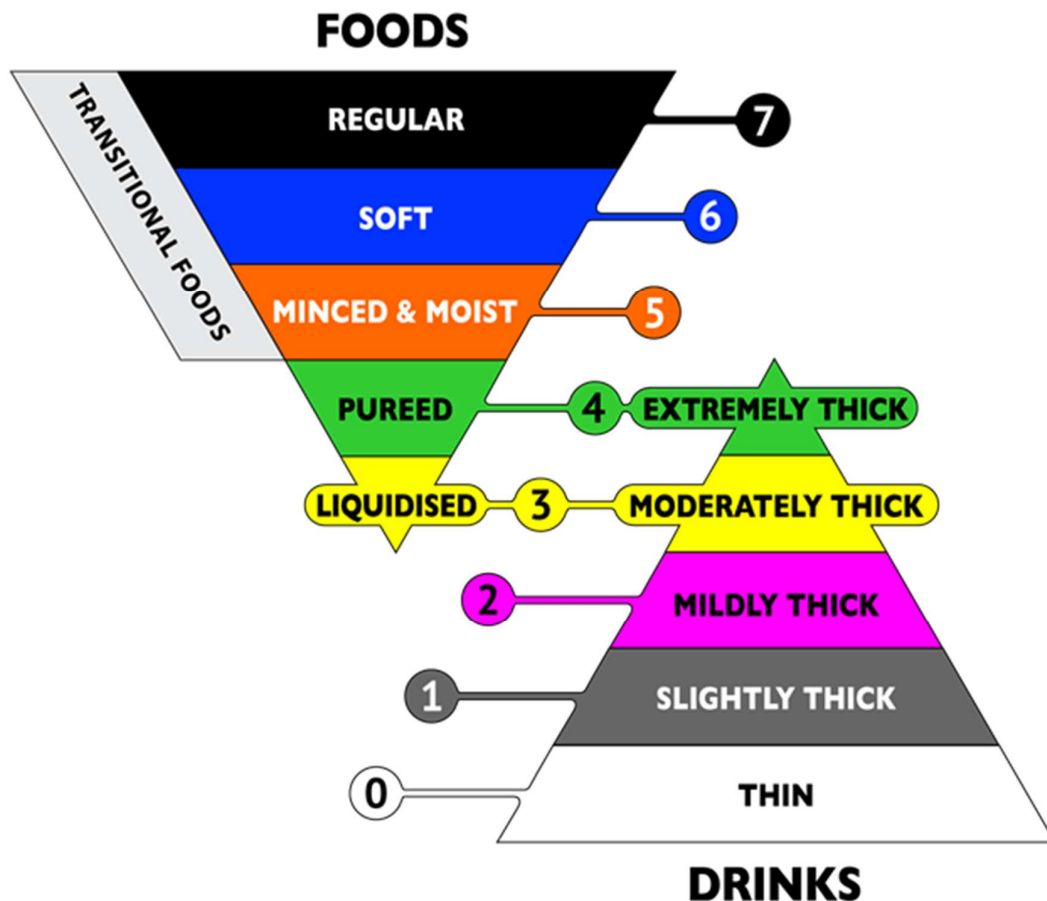 FOODS
TRANSITIONAL FOODS
REGULAR
7
SOFT
6
MINCED & MOIST
5
PUREED
4
EXTREMELY THICK
LIQUIDISED
3
MODERATELY THICK
2
MILDLY THICK
1
SLIGHTLY THICK
0
THIN
DRINKS